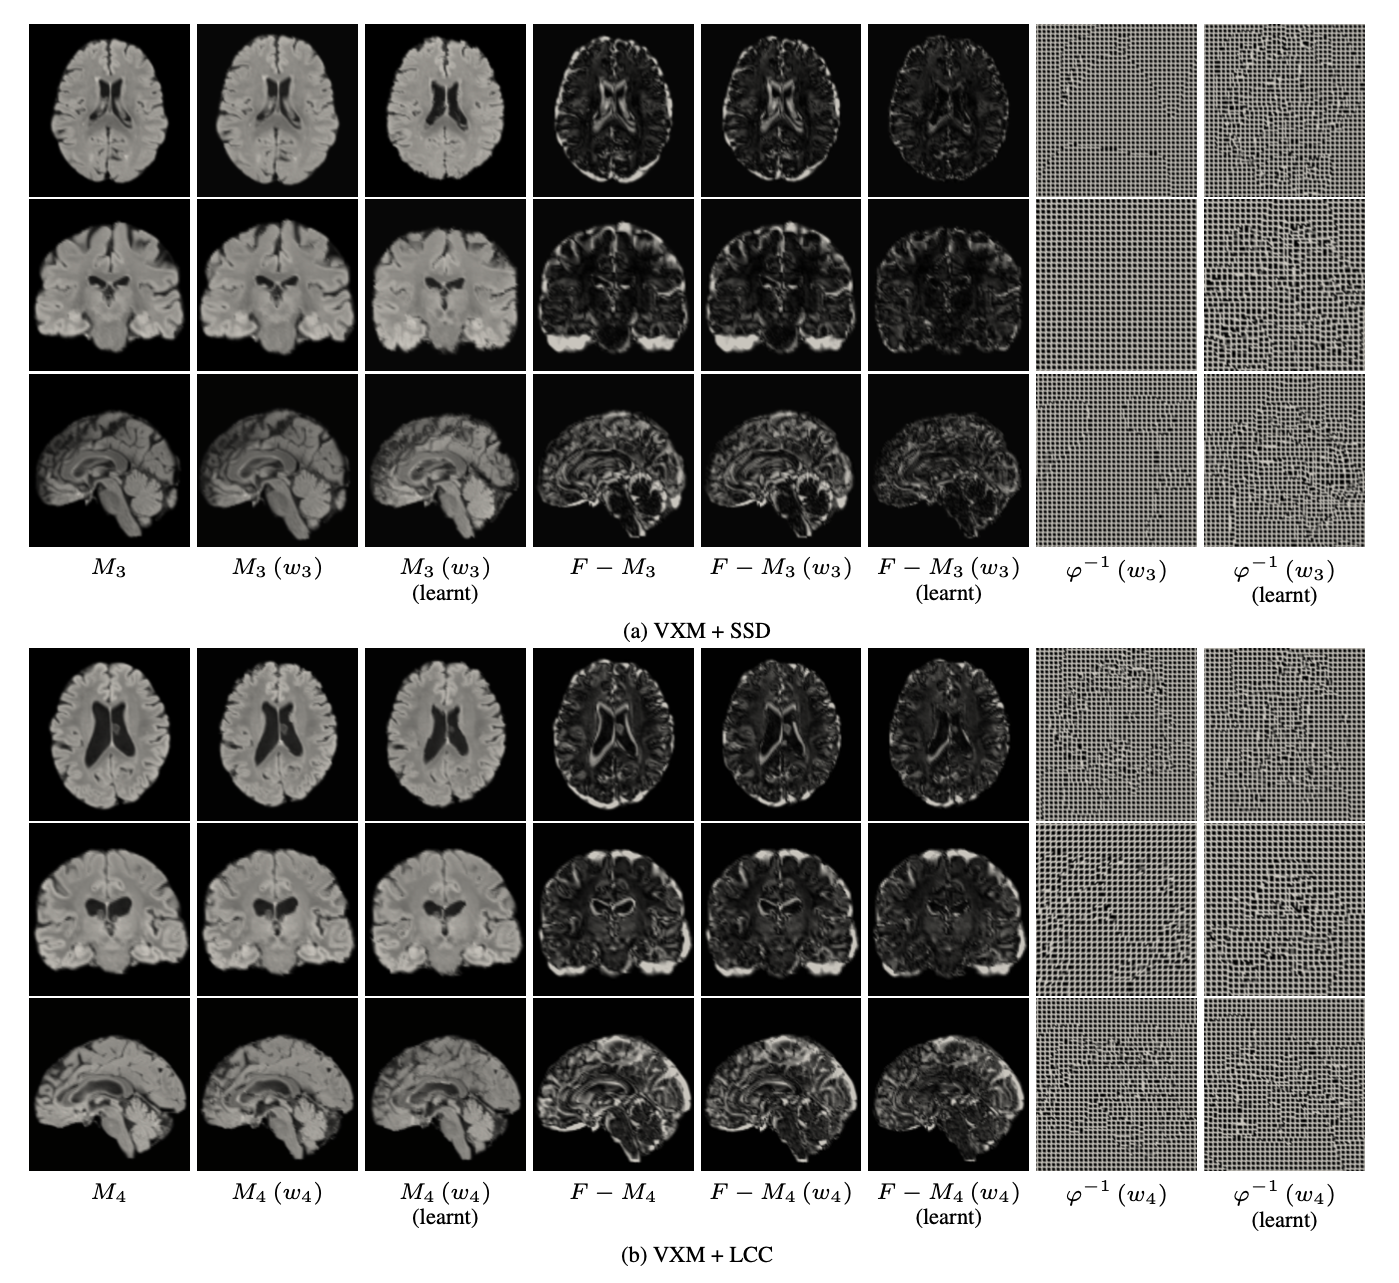 M₃ M₃ (w₃) M₃ (w₃) F − M₃ F − M₃ (w₃) F − M₃ (w₃) φ⁻¹ (w₃) φ⁻¹ (w₃)
(learnt) (learnt) (learnt)
(a) VXM + SSD
M₄ M₄ (w₄) M₄ (w₄) F − M₄ F − M₄ (w₄) F − M₄ (w₄) φ⁻¹ (w₄) φ⁻¹ (w₄)
(learnt) (learnt) (learnt)
(b) VXM + LCC